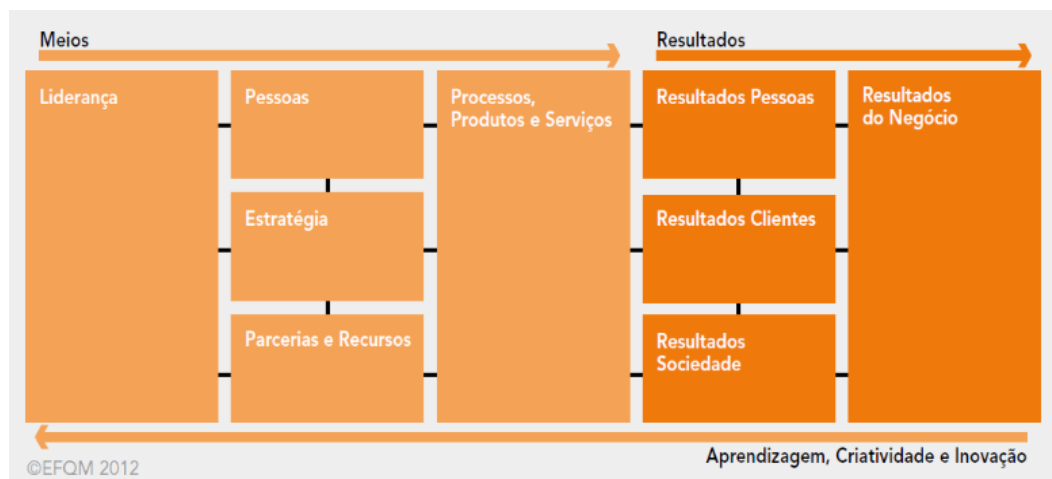 Meios
Resultados
Liderança
Pessoas
Processos,
Produtos e Serviços
Resultados Pessoas
Resultados
do Negócio
Estratégia
Resultados Clientes
Parcerias e Recursos
Resultados
Sociedade
Aprendizagem, Criatividade e Inovação
©EFQM 2012